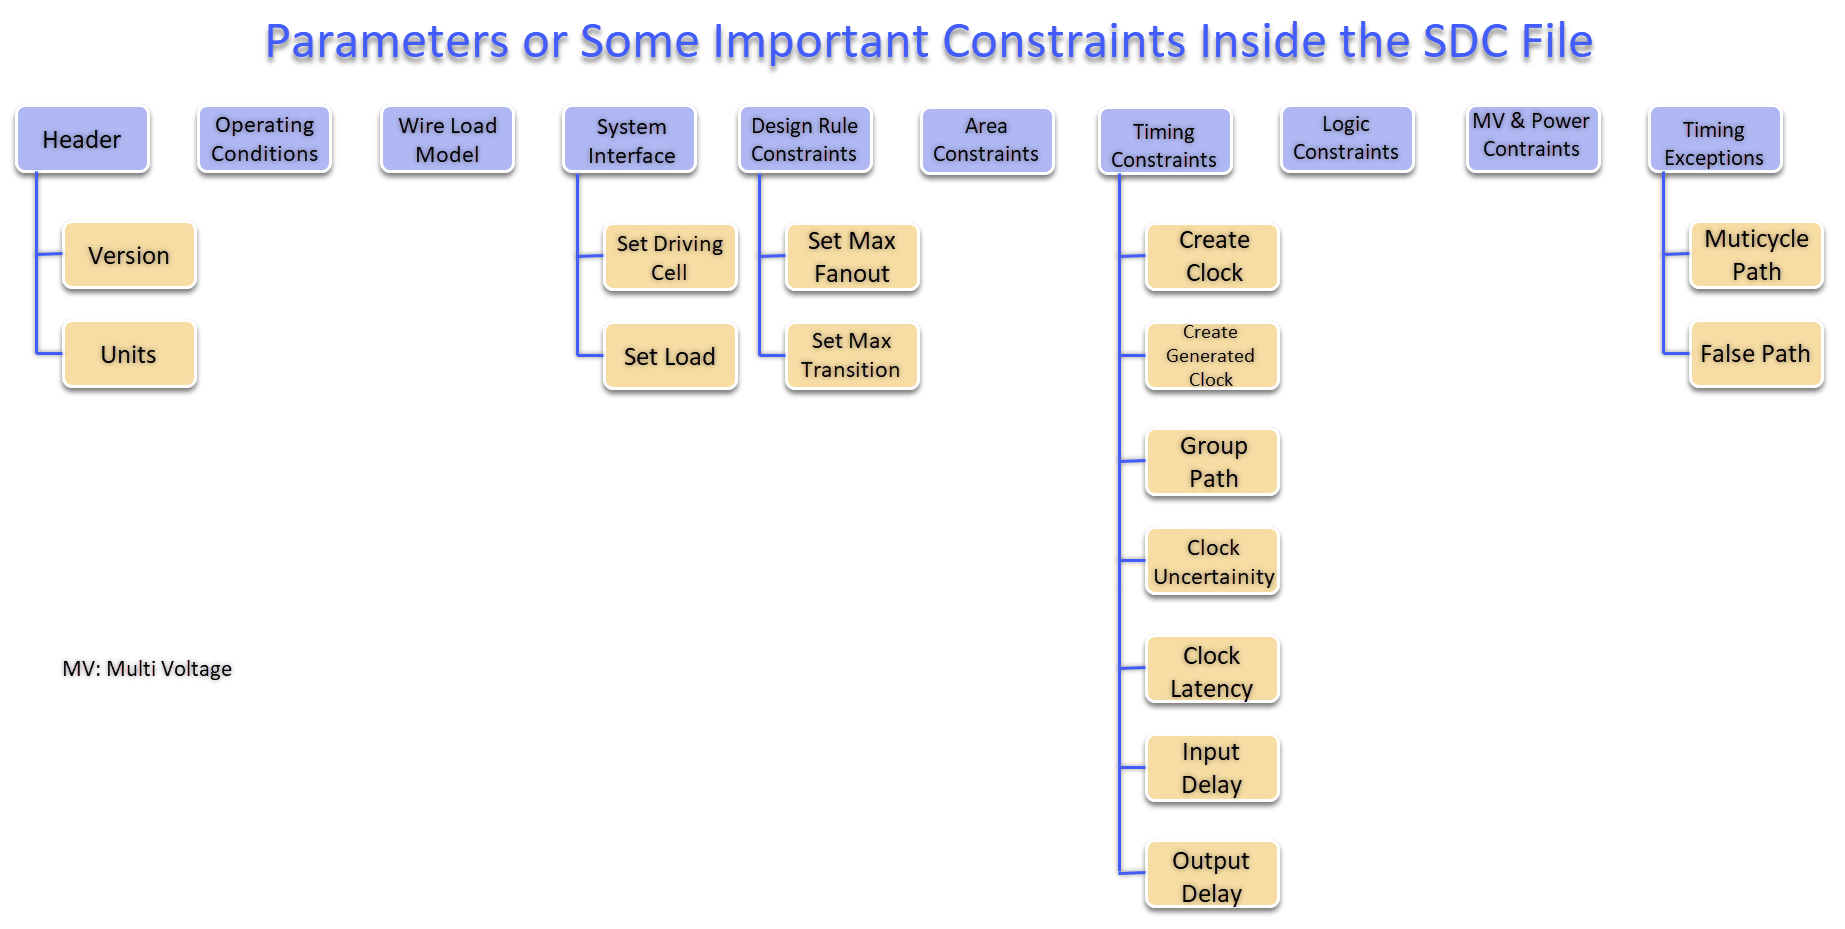 Parameters or Some Important Constraints Inside the SDC File
Header
Operating
Conditions
Wire Load
Model
System
Interface
Design Rule
Constraints
Area
Constraints
Timing
Constraints
Logic
Constraints
MV & Power
Contraints
Timing
Exceptions
Version
Units
Set Driving
Cell
Set Load
Set Max
Fanout
Set Max
Transition
Create
Clock
Create
Generated
Clock
Group
Path
Clock
Uncertainity
Clock
Latency
Input
Delay
Output
Delay
Muticycle
Path
False Path
MV: Multi Voltage